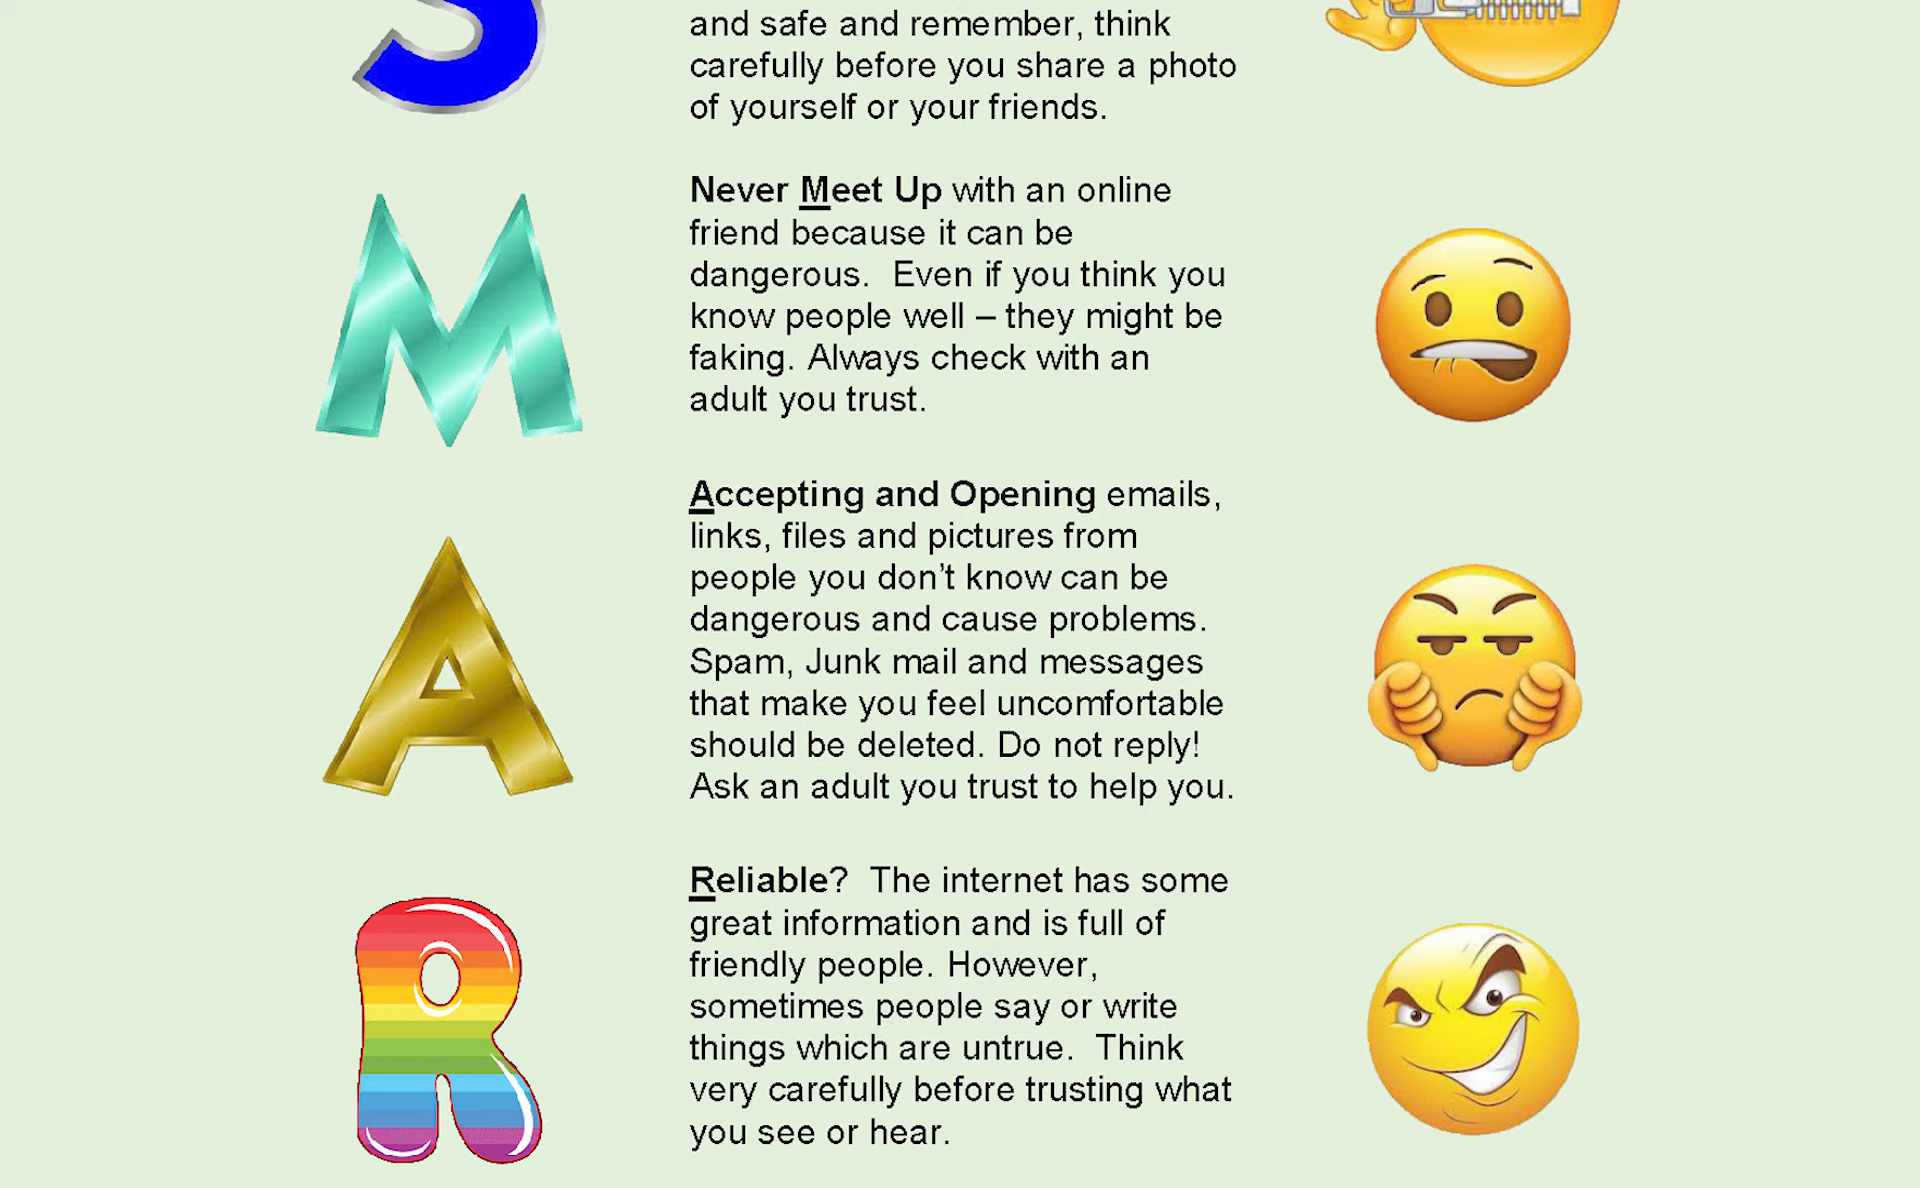 S
and safe and remember, think
carefully before you share a photo
of yourself or your friends.
M
Never Meet Up with an online
friend because it can be
dangerous.  Even if you think you
know people well – they might be
faking. Always check with an
adult you trust.
A
Accepting and Opening emails,
links, files and pictures from
people you don’t know can be
dangerous and cause problems.
Spam, Junk mail and messages
that make you feel uncomfortable
should be deleted. Do not reply!
Ask an adult you trust to help you.
R
Reliable?  The internet has some
great information and is full of
friendly people. However,
sometimes people say or write
things which are untrue.  Think
very carefully before trusting what
you see or hear.